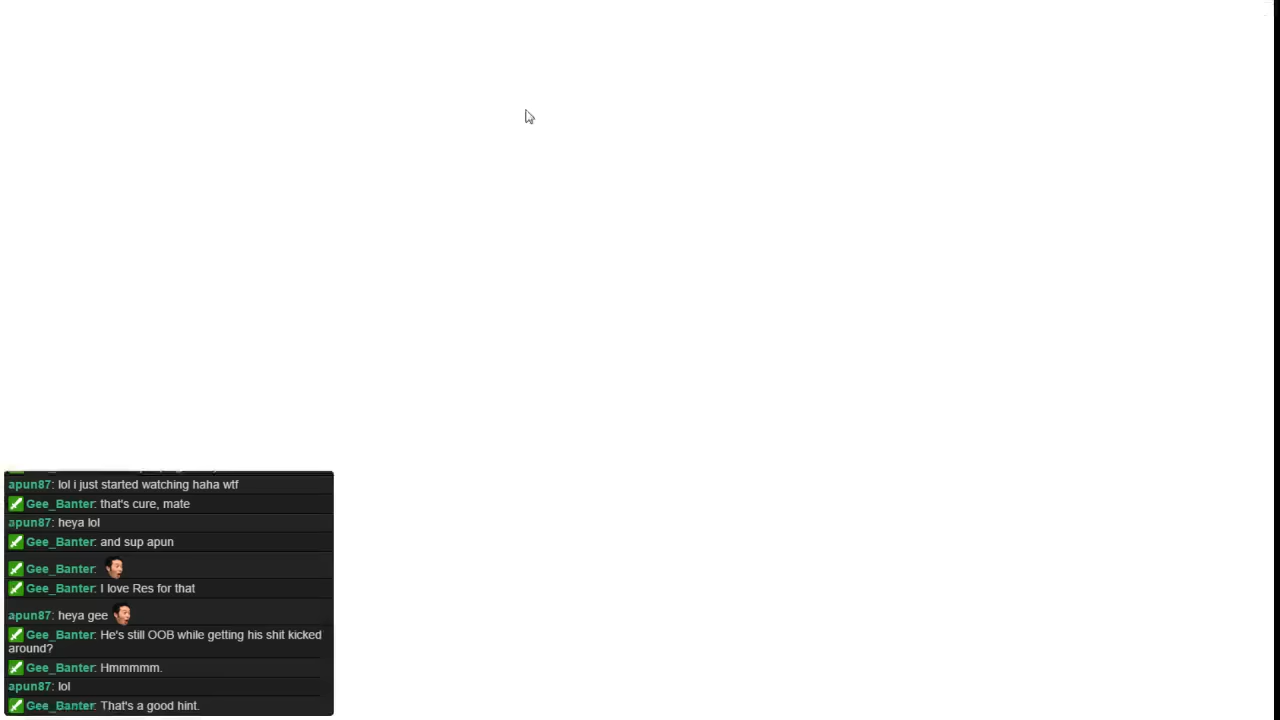 apun87: lol i just started watching haha wtf
Gee_Banter: that's cure, mate
apun87: heya lol
Gee_Banter: and sup apun
Gee_Banter:
Gee_Banter: I love Res for that
apun87: heya gee
Gee_Banter: He's still OOB while getting his shit kicked
around?
Gee_Banter: Hmmmmm.
apun87: lol
Gee_Banter: That's a good hint.